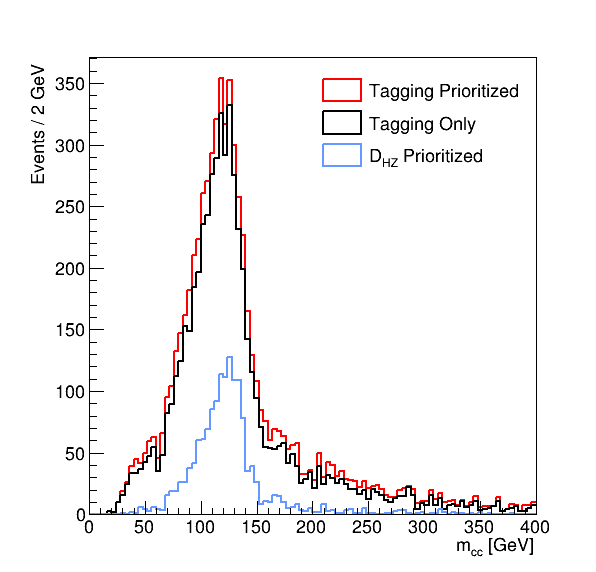 Events / 2 GeV
350
300
250
200
150
100
50
0
Tagging Prioritized
Tagging Only
D_HZ Prioritized
0 50 100 150 200 250 300 350 400
m_cc [GeV]